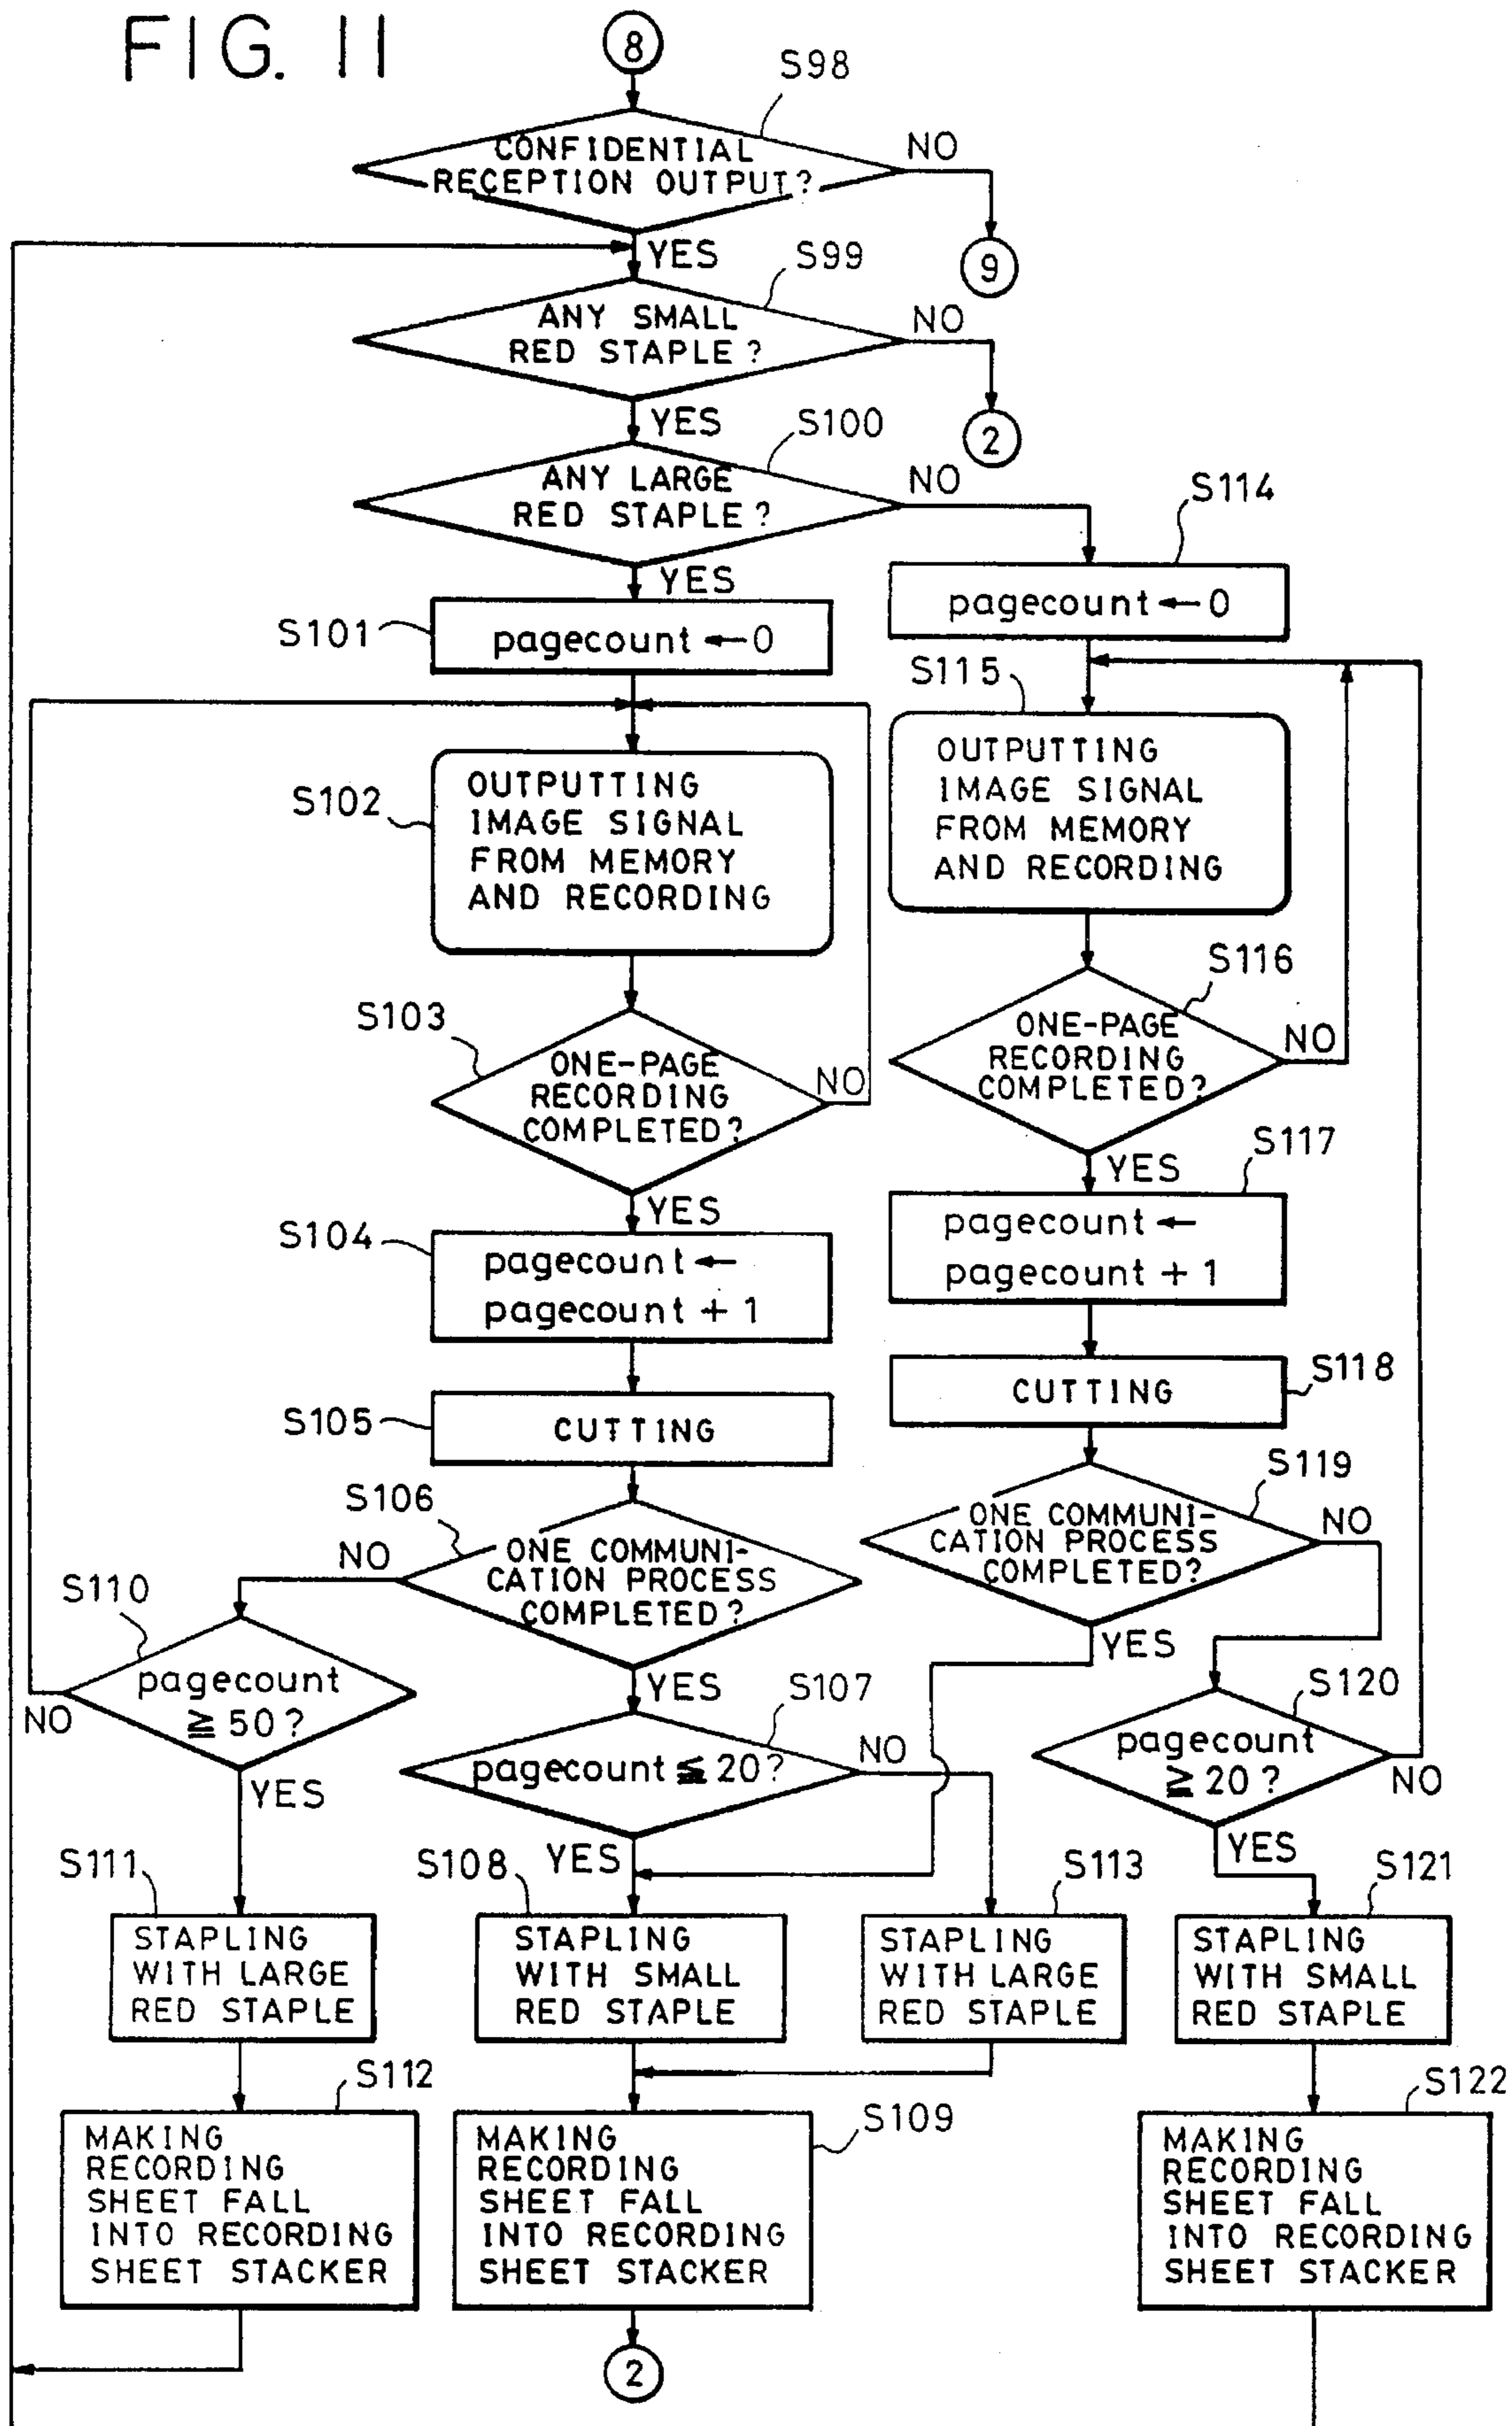 FIG. 11
8
S98
CONFIDENTIAL
RECEPTION OUTPUT?
NO
9
YES
S99
ANY SMALL
RED STAPLE?
NO
2
YES
S100
ANY LARGE
RED STAPLE?
NO
YES
S101
pagecount ← 0
S114
pagecount ← 0
S102
OUTPUTTING
IMAGE SIGNAL
FROM MEMORY
AND RECORDING
S115
OUTPUTTING
IMAGE SIGNAL
FROM MEMORY
AND RECORDING
S103
ONE-PAGE
RECORDING
COMPLETED?
NO
YES
S116
ONE-PAGE
RECORDING
COMPLETED?
NO
YES
S104
pagecount ←
pagecount + 1
S117
pagecount ←
pagecount + 1
S105
CUTTING
S118
CUTTING
S106
ONE COMMUNI-
CATION PROCESS
COMPLETED?
NO
YES
S119
ONE COMMUNI-
CATION PROCESS
COMPLETED?
NO
YES
S110
pagecount
≧ 50?
NO
YES
S107
pagecount ≦ 20?
NO
YES
S120
pagecount
≧ 20?
NO
YES
S111
STAPLING
WITH LARGE
RED STAPLE
S108
STAPLING
WITH SMALL
RED STAPLE
S113
STAPLING
WITH LARGE
RED STAPLE
S121
STAPLING
WITH SMALL
RED STAPLE
S112
MAKING
RECORDING
SHEET FALL
INTO RECORDING
SHEET STACKER
S109
MAKING
RECORDING
SHEET FALL
INTO RECORDING
SHEET STACKER
S122
MAKING
RECORDING
SHEET FALL
INTO RECORDING
SHEET STACKER
2